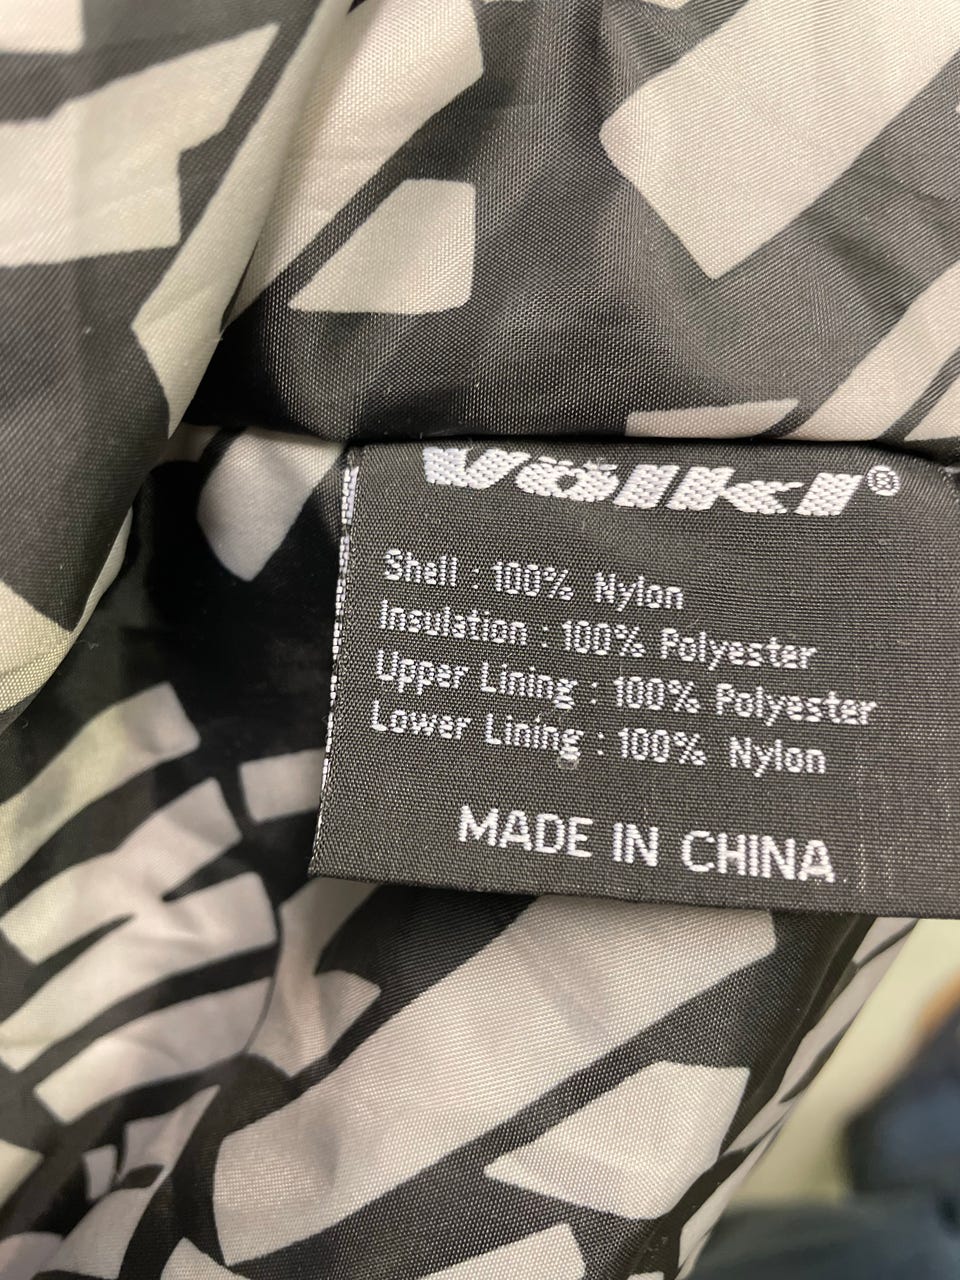 Völkl®
Shell : 100% Nylon
Insulation : 100% Polyester
Upper Lining : 100% Polyester
Lower Lining : 100% Nylon
MADE IN CHINA